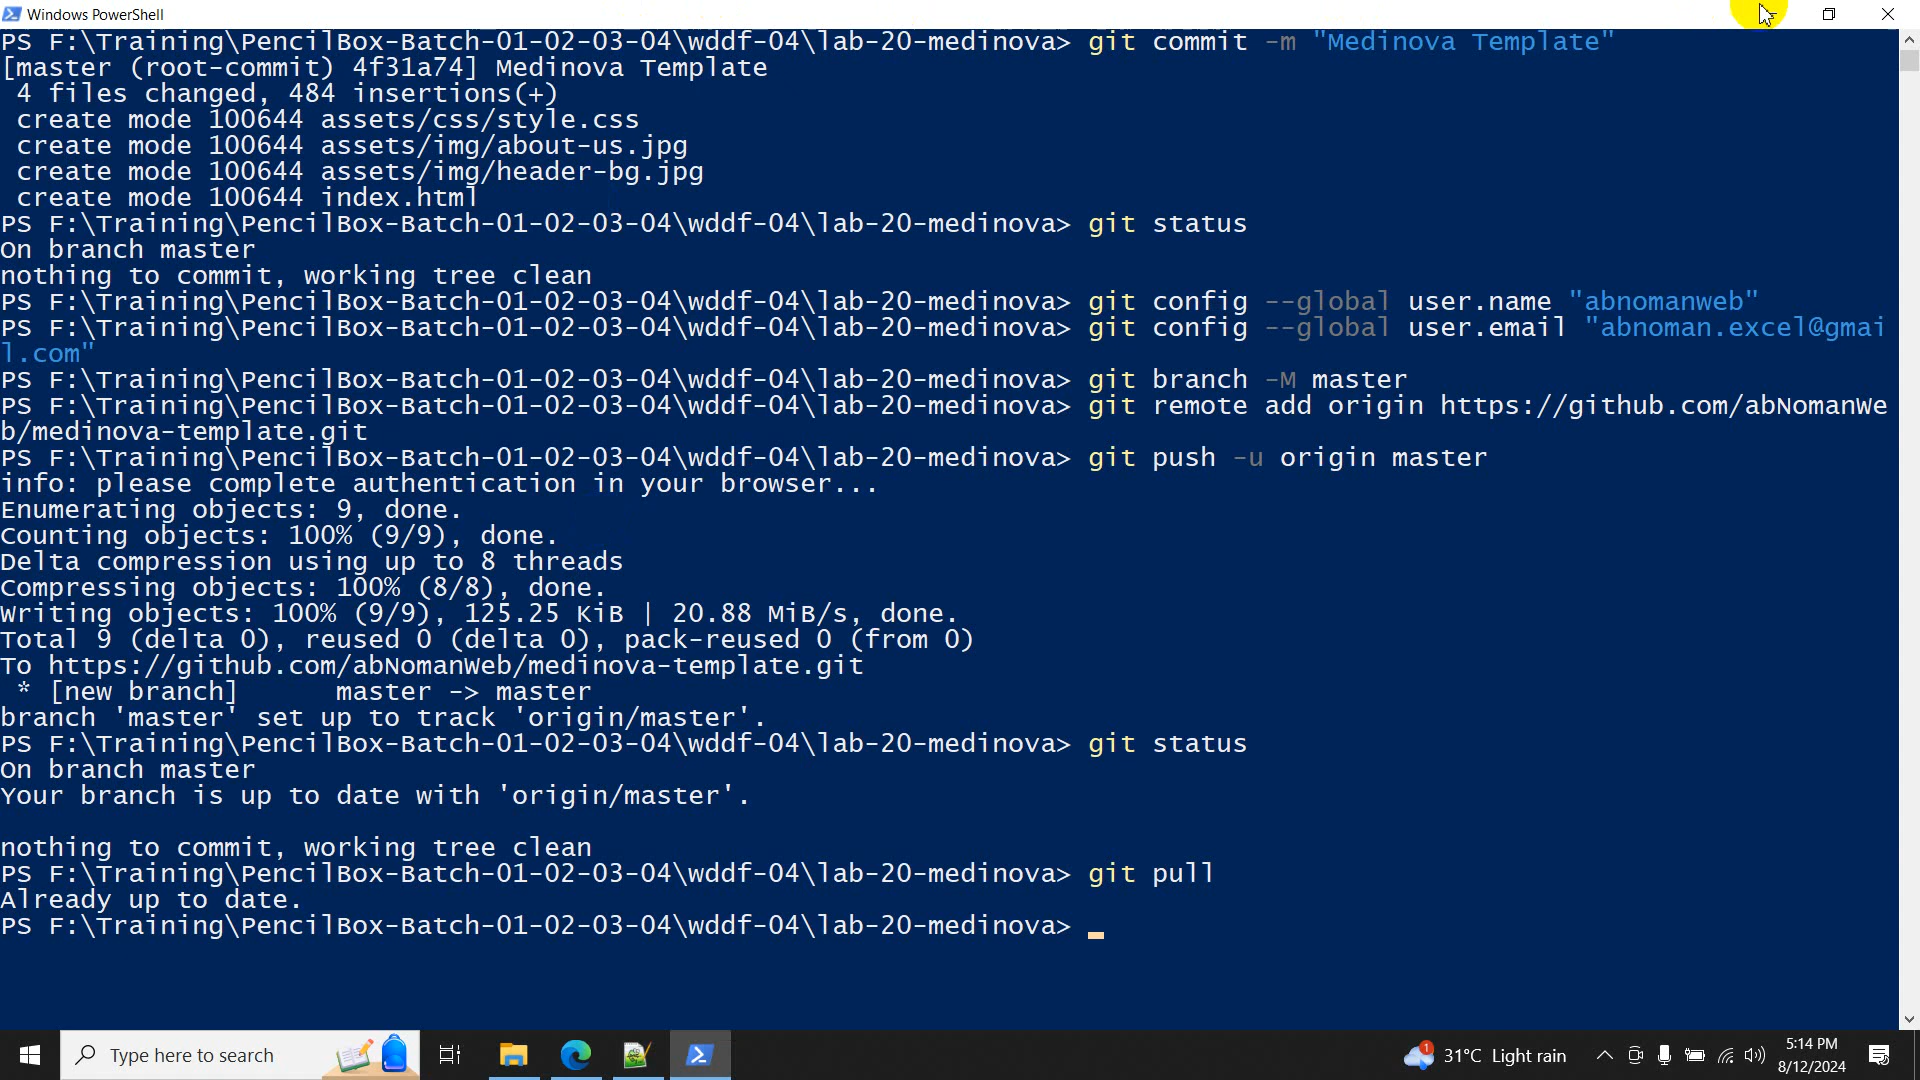 Windows PowerShell
PS F:\Training\PencilBox-Batch-01-02-03-04\wddf-04\lab-20-medinova> git commit -m "Medinova Template"
[master (root-commit) 4f31a74] Medinova Template
 4 files changed, 484 insertions(+)
 create mode 100644 assets/css/style.css
 create mode 100644 assets/img/about-us.jpg
 create mode 100644 assets/img/header-bg.jpg
 create mode 100644 index.html
PS F:\Training\PencilBox-Batch-01-02-03-04\wddf-04\lab-20-medinova> git status
On branch master
nothing to commit, working tree clean
PS F:\Training\PencilBox-Batch-01-02-03-04\wddf-04\lab-20-medinova> git config --global user.name "abnomanweb"
PS F:\Training\PencilBox-Batch-01-02-03-04\wddf-04\lab-20-medinova> git config --global user.email "abnoman.excel@gmai
l.com"
PS F:\Training\PencilBox-Batch-01-02-03-04\wddf-04\lab-20-medinova> git branch -M master
PS F:\Training\PencilBox-Batch-01-02-03-04\wddf-04\lab-20-medinova> git remote add origin https://github.com/abNomanWe
b/medinova-template.git
PS F:\Training\PencilBox-Batch-01-02-03-04\wddf-04\lab-20-medinova> git push -u origin master
info: please complete authentication in your browser...
Enumerating objects: 9, done.
Counting objects: 100% (9/9), done.
Delta compression using up to 8 threads
Compressing objects: 100% (8/8), done.
Writing objects: 100% (9/9), 125.25 KiB | 20.88 MiB/s, done.
Total 9 (delta 0), reused 0 (delta 0), pack-reused 0 (from 0)
To https://github.com/abNomanWeb/medinova-template.git
 * [new branch]      master -> master
branch 'master' set up to track 'origin/master'.
PS F:\Training\PencilBox-Batch-01-02-03-04\wddf-04\lab-20-medinova> git status
On branch master
Your branch is up to date with 'origin/master'.
nothing to commit, working tree clean
PS F:\Training\PencilBox-Batch-01-02-03-04\wddf-04\lab-20-medinova> git pull
Already up to date.
PS F:\Training\PencilBox-Batch-01-02-03-04\wddf-04\lab-20-medinova>
Type here to search
1
31°C Light rain
5:14 PM
8/12/2024